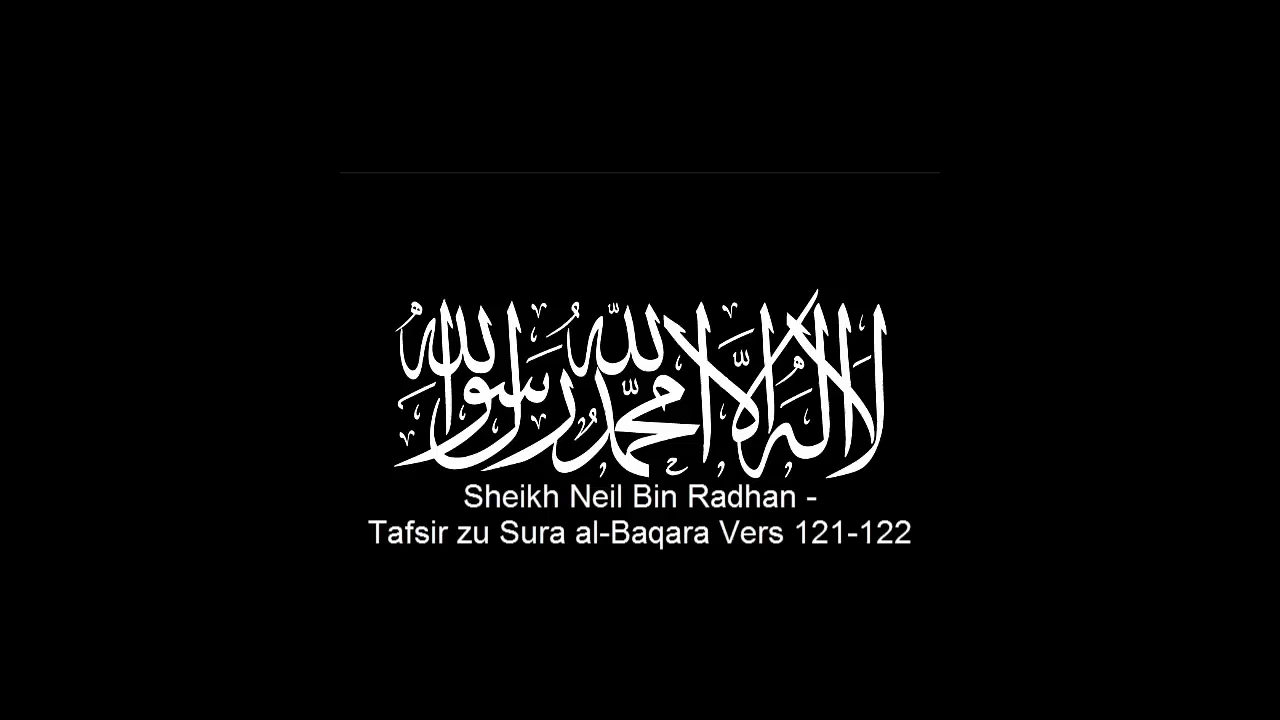 لا إله إلا الله محمد رسول الله
Sheikh Neil Bin Radhan -
Tafsir zu Sura al-Baqara Vers 121-122